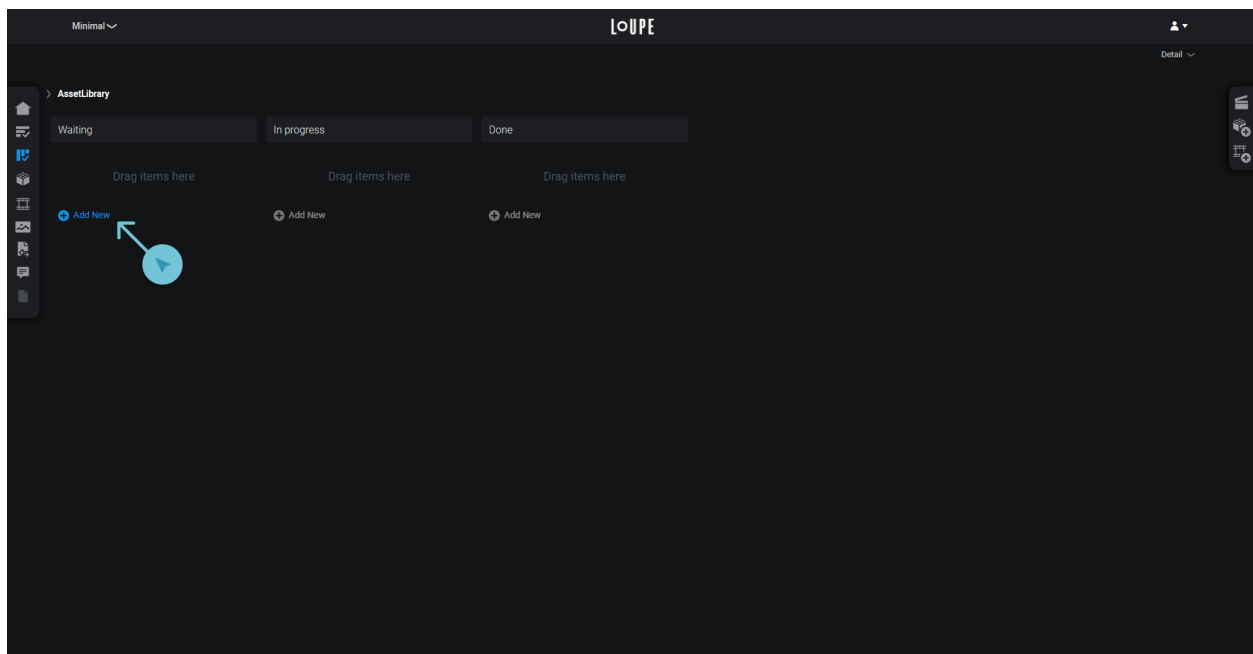 Minimal
LOUPE
Detail
AssetLibrary
Waiting
In progress
Done
Drag items here
Drag items here
Drag items here
Add New
Add New
Add New